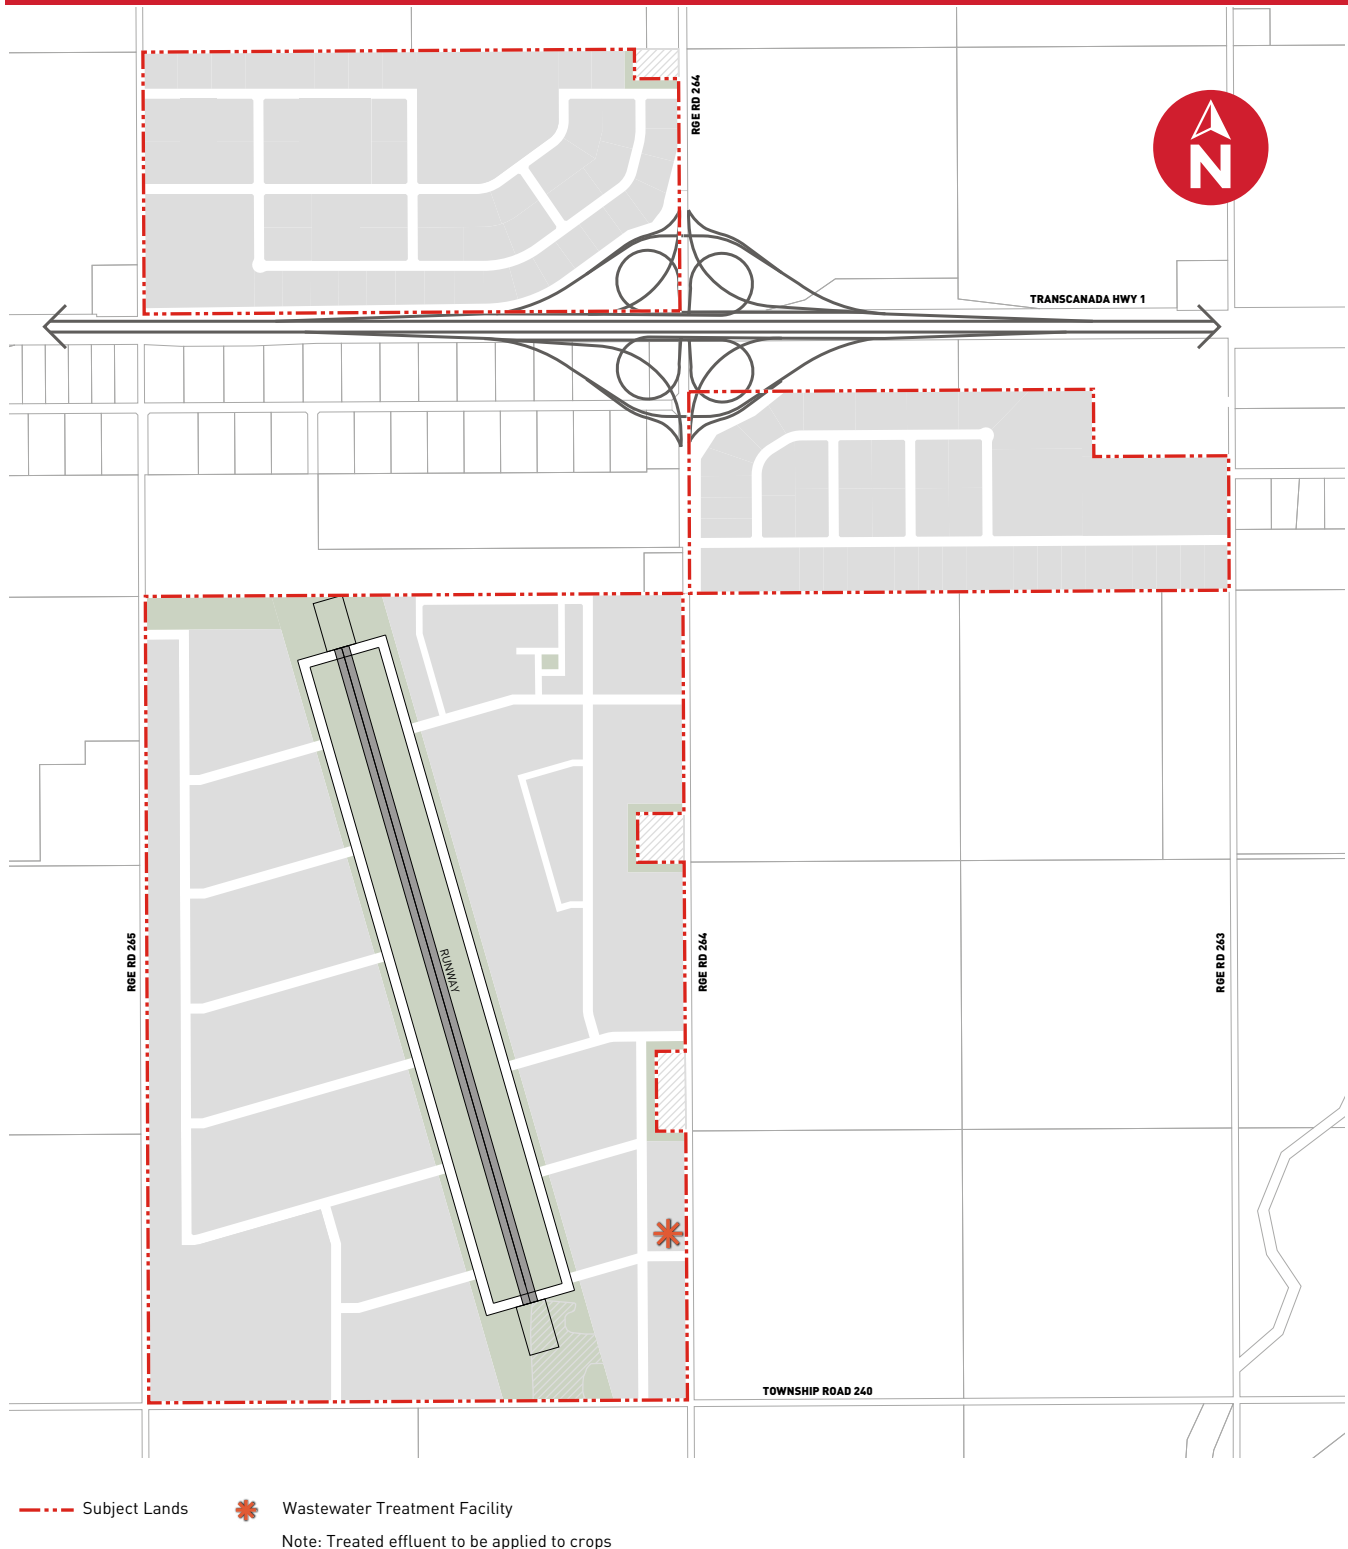 RGE RD 264
N
TRANSCANADA HWY 1
RUNWAY
RGE RD 265
RGE RD 264
RGE RD 263
TOWNSHIP ROAD 240
Subject Lands
Wastewater Treatment Facility
Note: Treated effluent to be applied to crops